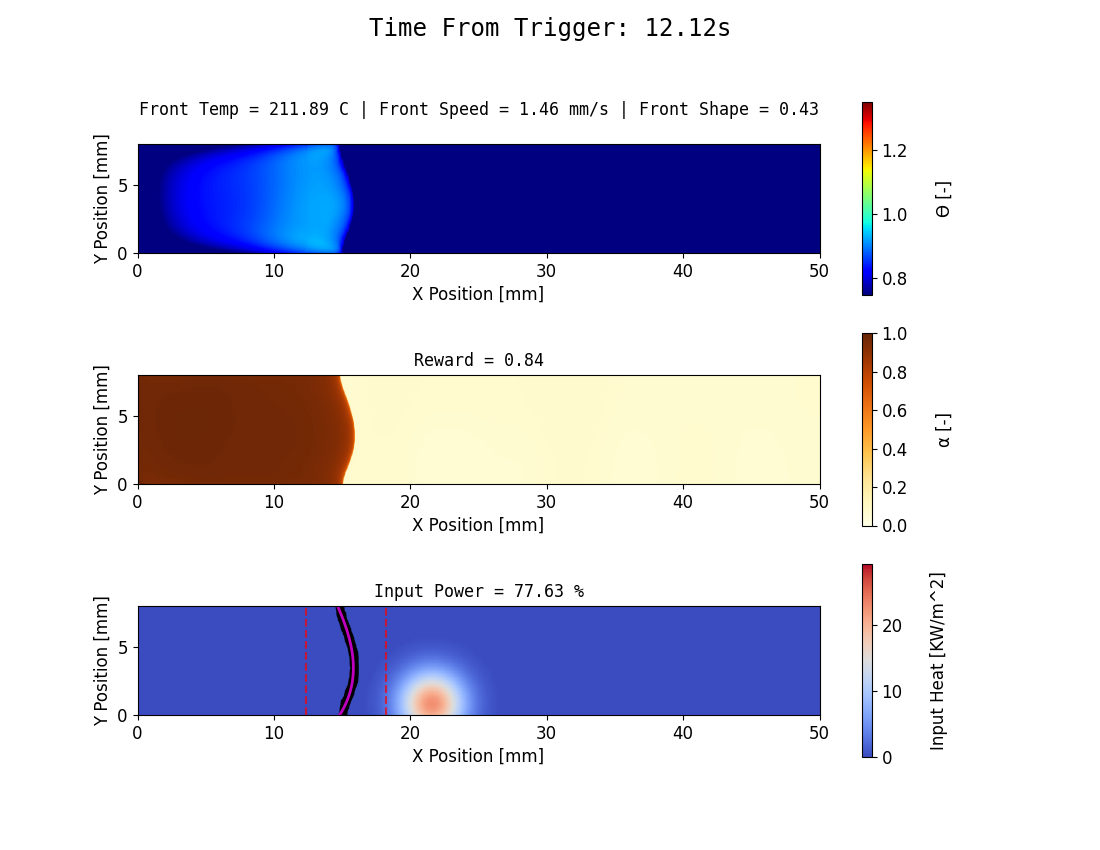 Time From Trigger: 12.12s
Front Temp = 211.89 C | Front Speed = 1.46 mm/s | Front Shape = 0.43
Y Position [mm]
5
0
0 10 20 30 40 50
X Position [mm]
1.2
1.0
0.8
Θ [-]
Reward = 0.84
Y Position [mm]
5
0
0 10 20 30 40 50
X Position [mm]
1.0
0.8
0.6
0.4
0.2
0.0
α [-]
Input Power = 77.63 %
Y Position [mm]
5
0
0 10 20 30 40 50
X Position [mm]
20
10
0
Input Heat [KW/m^2]